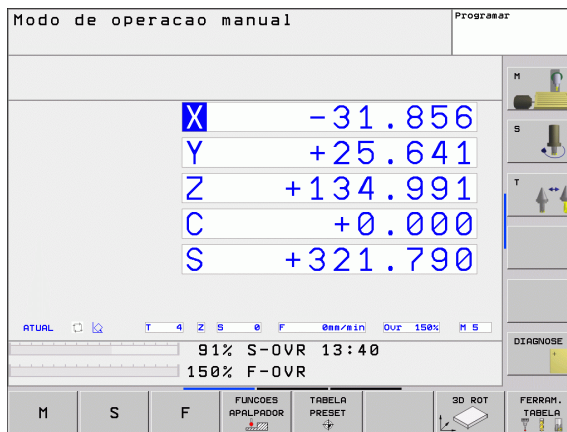 Modo de operacao manual
Programar
M
X -31.856
S
Y +25.641
Z +134.991
T
C +0.000
S +321.790
ATUAL T 4 Z S 0 F 0mm/min Ovr 150% M 5
91% S-OVR 13:40
DIAGNOSE
150% F-OVR
M
S
F
FUNCOES
APALPADOR
TABELA
PRESET
3D ROT
FERRAM.
TABELA